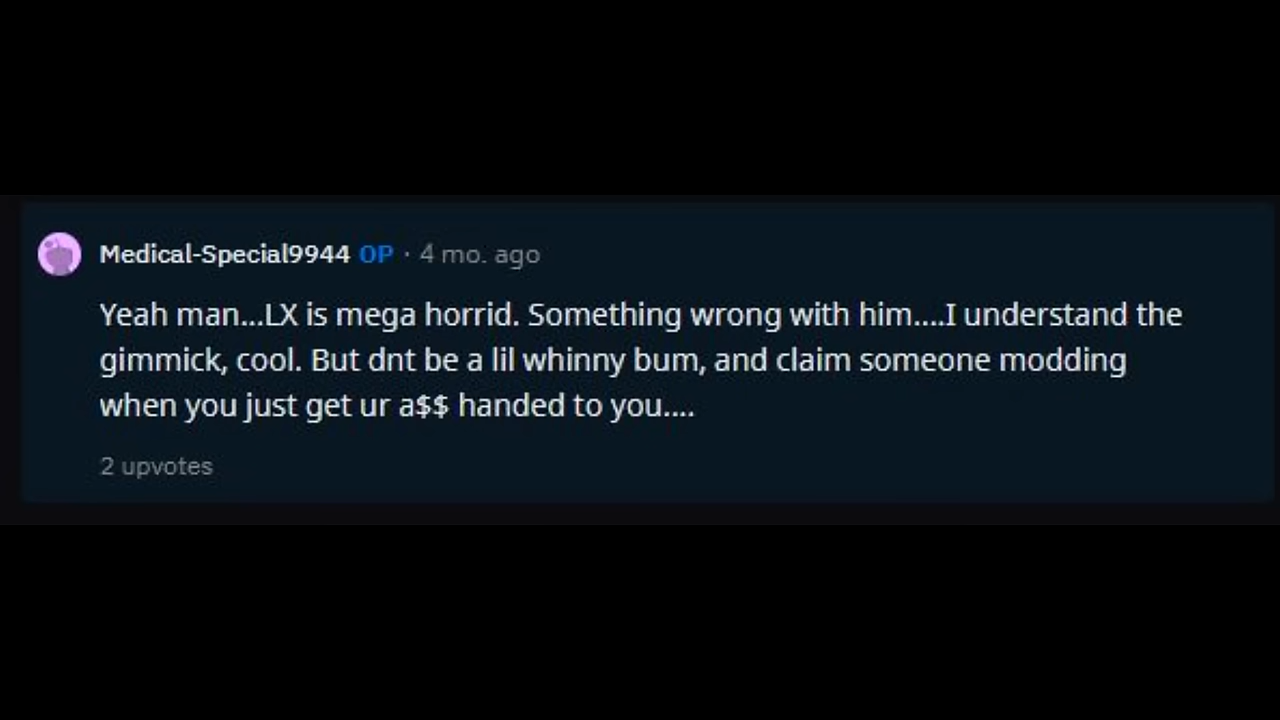 Medical-Special9944 OP · 4 mo. ago
Yeah man...LX is mega horrid. Something wrong with him....I understand the
gimmick, cool. But dnt be a lil whinny bum, and claim someone modding
when you just get ur a$$ handed to you....
2 upvotes